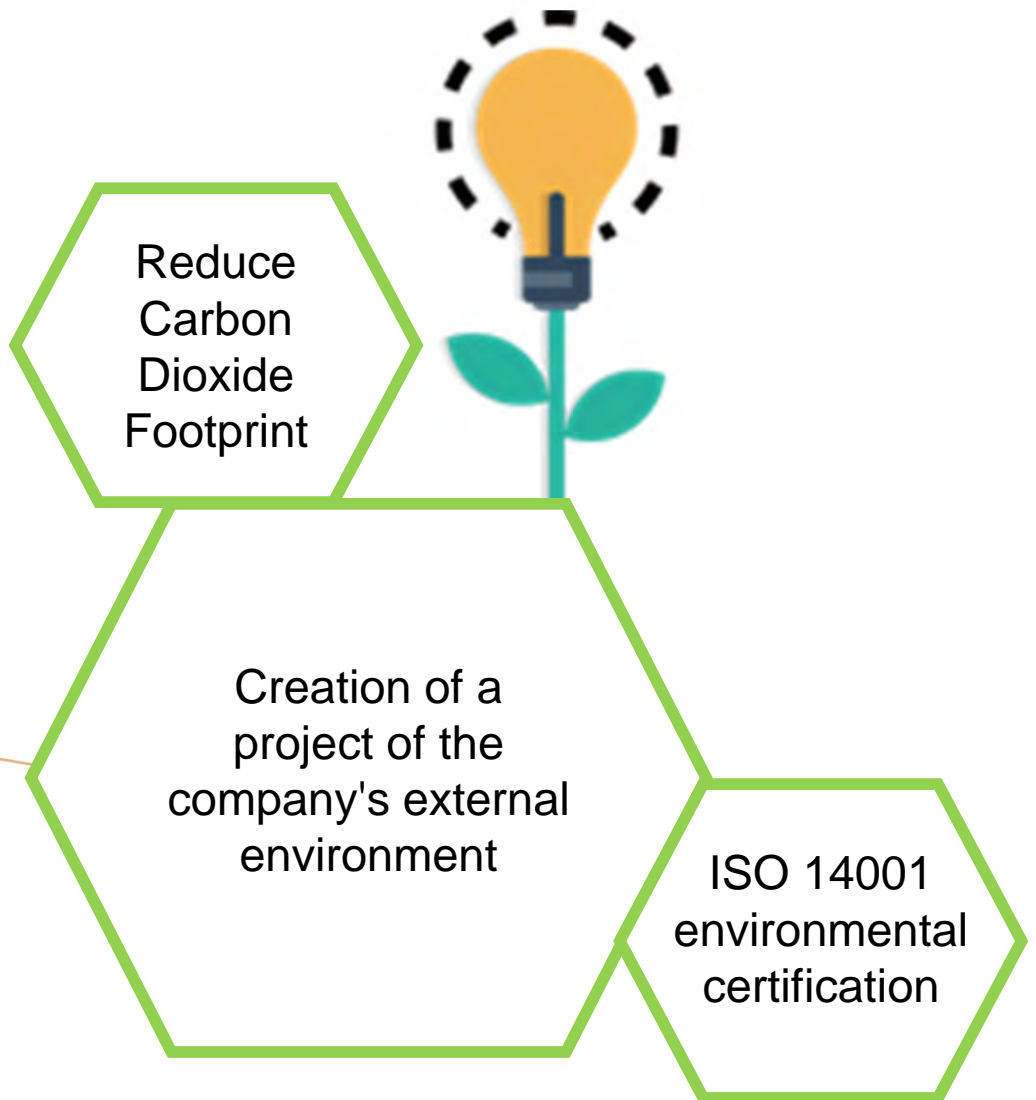 Reduce
Carbon
Dioxide
Footprint
Creation of a
project of the
company's external
environment
ISO 14001
environmental
certification